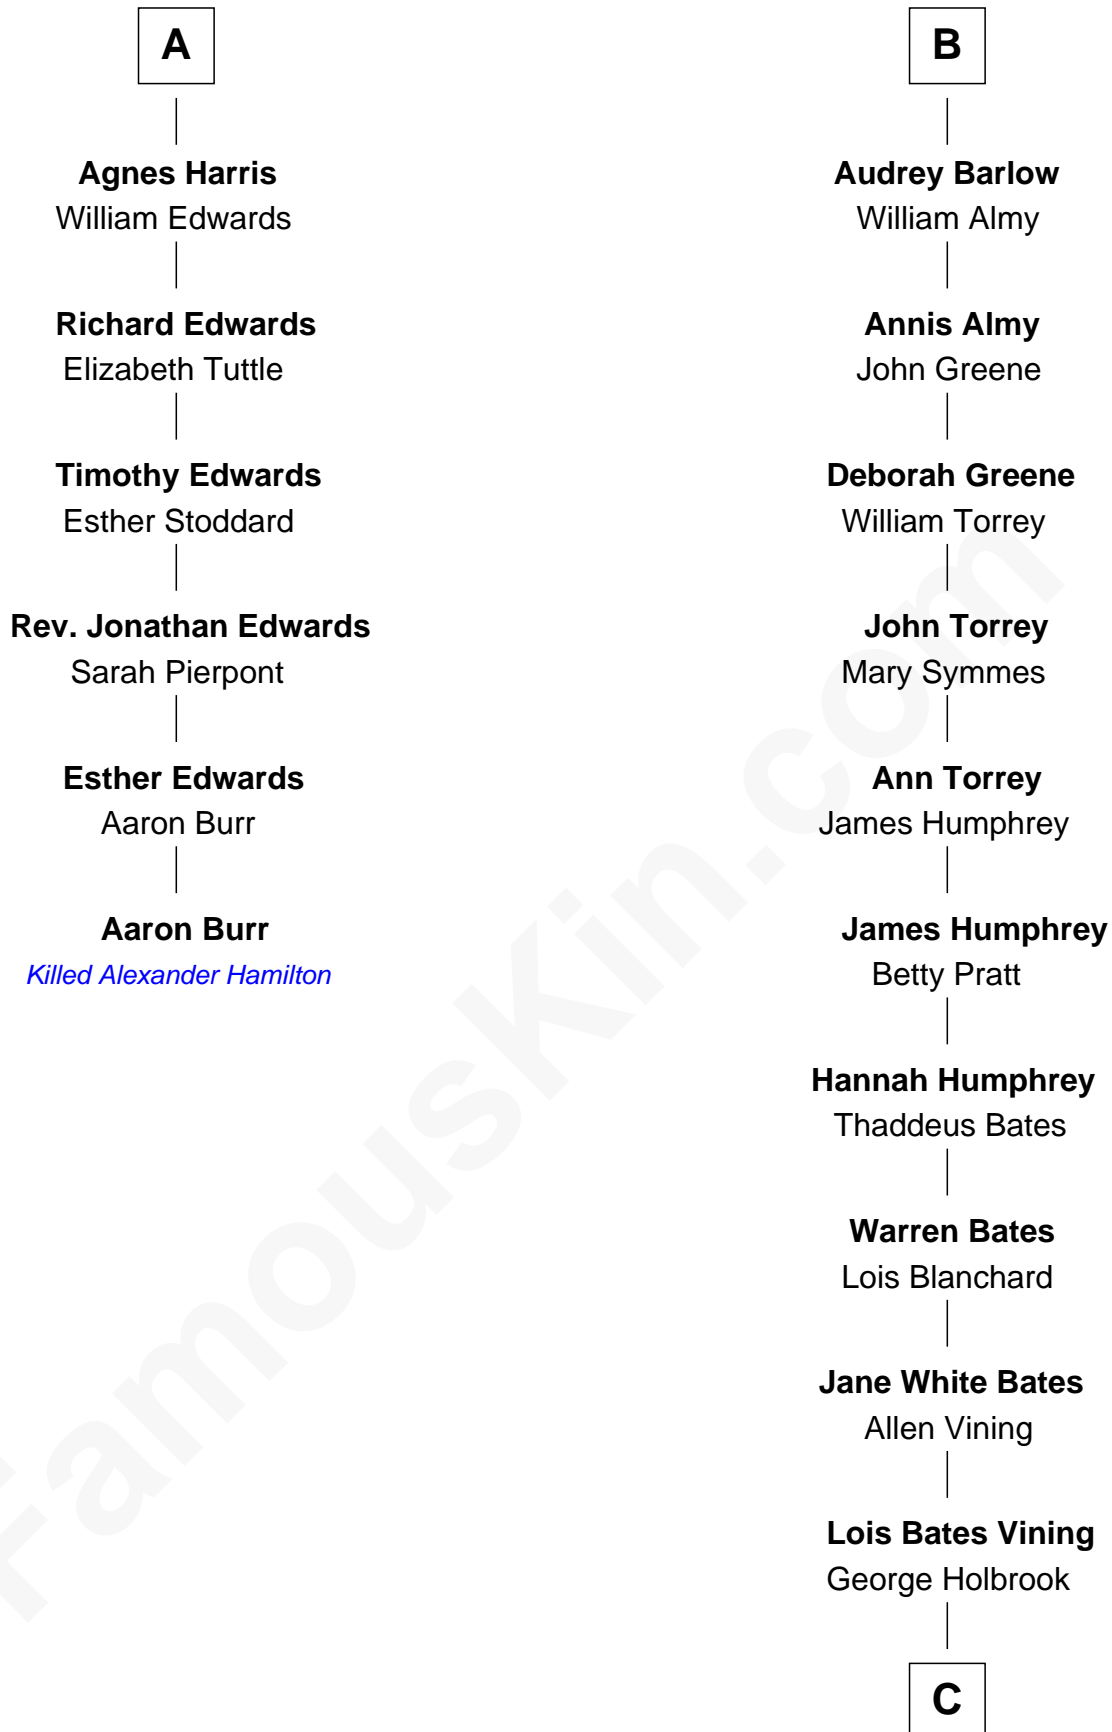 A
Agnes Harris
William Edwards
Richard Edwards
Elizabeth Tuttle
Timothy Edwards
Esther Stoddard
Rev. Jonathan Edwards
Sarah Pierpont
Esther Edwards
Aaron Burr
Aaron Burr
Killed Alexander Hamilton
B
Audrey Barlow
William Almy
Annis Almy
John Greene
Deborah Greene
William Torrey
John Torrey
Mary Symmes
Ann Torrey
James Humphrey
James Humphrey
Betty Pratt
Hannah Humphrey
Thaddeus Bates
Warren Bates
Lois Blanchard
Jane White Bates
Allen Vining
Lois Bates Vining
George Holbrook
C
FamousKin.com